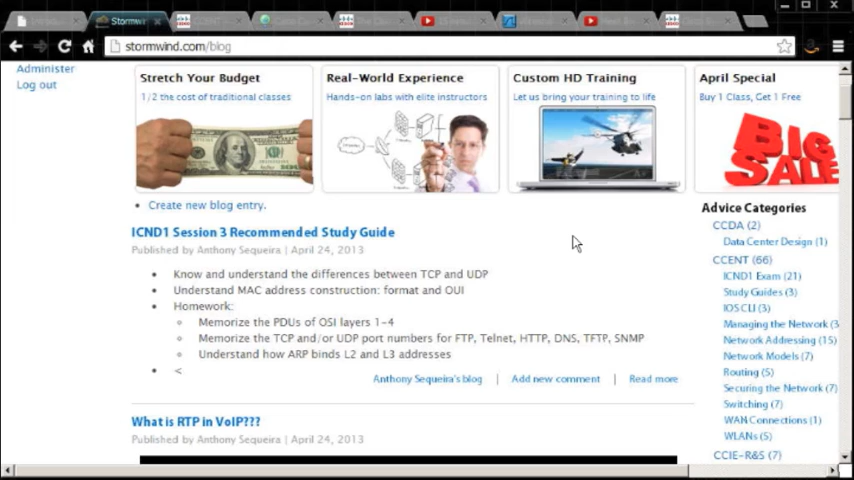 Stormwind
stormwind.com/blog
Administer
Log out
Stretch Your Budget
1/2 the cost of traditional classes
Real-World Experience
Hands-on labs with elite instructors
Custom HD Training
Let us bring your training to life
April Special
Buy 1 Class, Get 1 Free
BIG
SALE
Create new blog entry.
ICND1 Session 3 Recommended Study Guide
Published by Anthony Sequeira | April 24, 2013
Know and understand the differences between TCP and UDP
Understand MAC address construction: format and OUI
Homework:
Memorize the PDUs of OSI layers 1-4
Memorize the TCP and/or UDP port numbers for FTP, Telnet, HTTP, DNS, TFTP, SNMP
Understand how ARP binds L2 and L3 addresses
<
Anthony Sequeira's blog | Add new comment | Read more
What is RTP in VoIP???
Published by Anthony Sequeira | April 24, 2013
Advice Categories
CCDA (2)
Data Center Design (1)
CCENT (66)
ICND1 Exam (21)
Study Guides (3)
IOS CLI (3)
Managing the Network (3
Network Addressing (15)
Network Models (7)
Routing (5)
Securing the Network (7)
Switching (7)
WAN Connections (1)
WLANs (5)
CCIE-R&S (7)